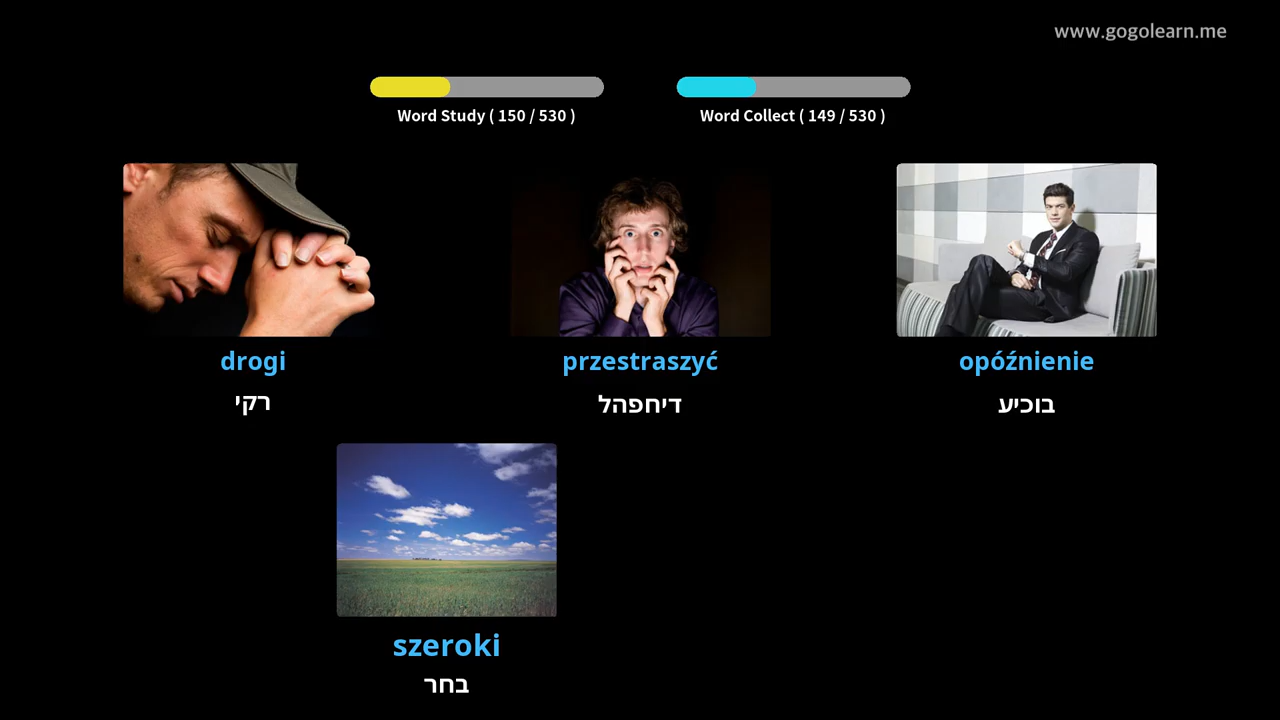 www.gogolearn.me
Word Study ( 150 / 530 )
Word Collect ( 149 / 530 )
drogi
רקי
przestraszyć
דיחפהל
opóźnienie
בוכיע
szeroki
בחר